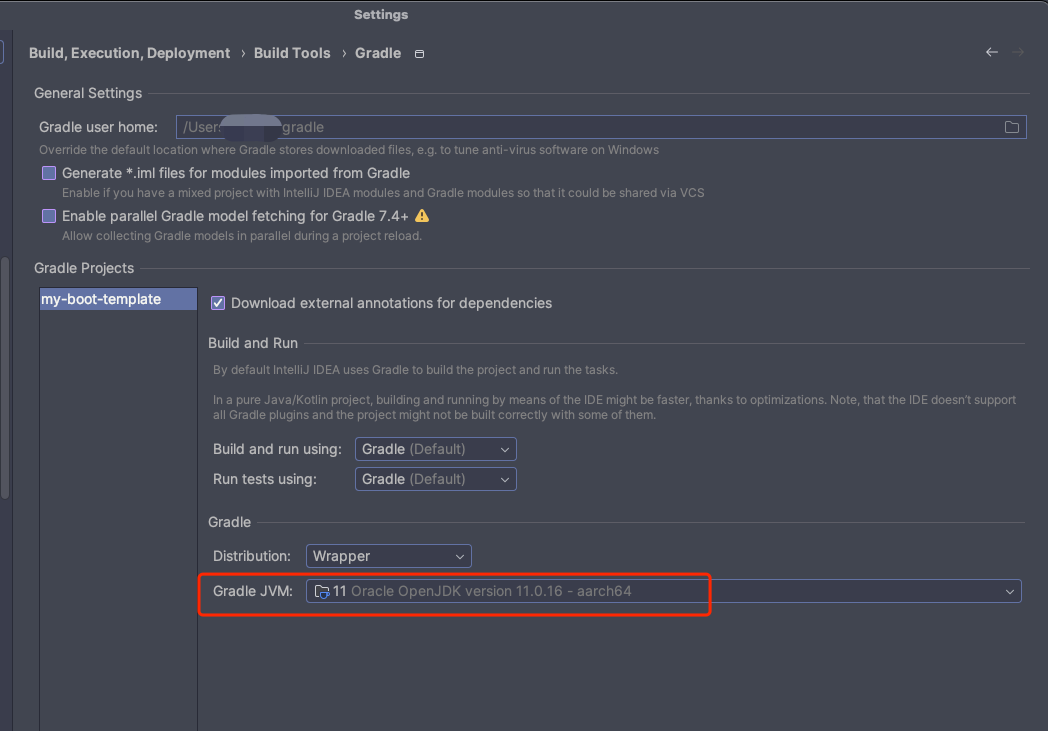 Settings
Build, Execution, Deployment › Build Tools › Gradle
General Settings
Gradle user home: /User gradle
Override the default location where Gradle stores downloaded files, e.g. to tune anti-virus software on Windows
Generate *.iml files for modules imported from Gradle
Enable if you have a mixed project with IntelliJ IDEA modules and Gradle modules so that it could be shared via VCS
Enable parallel Gradle model fetching for Gradle 7.4+
Allow collecting Gradle models in parallel during a project reload.
Gradle Projects
my-boot-template
Download external annotations for dependencies
Build and Run
By default IntelliJ IDEA uses Gradle to build the project and run the tasks.
In a pure Java/Kotlin project, building and running by means of the IDE might be faster, thanks to optimizations. Note, that the IDE doesn't support
all Gradle plugins and the project might not be built correctly with some of them.
Build and run using: Gradle (Default)
Run tests using: Gradle (Default)
Gradle
Distribution: Wrapper
Gradle JVM: 11 Oracle OpenJDK version 11.0.16 - aarch64